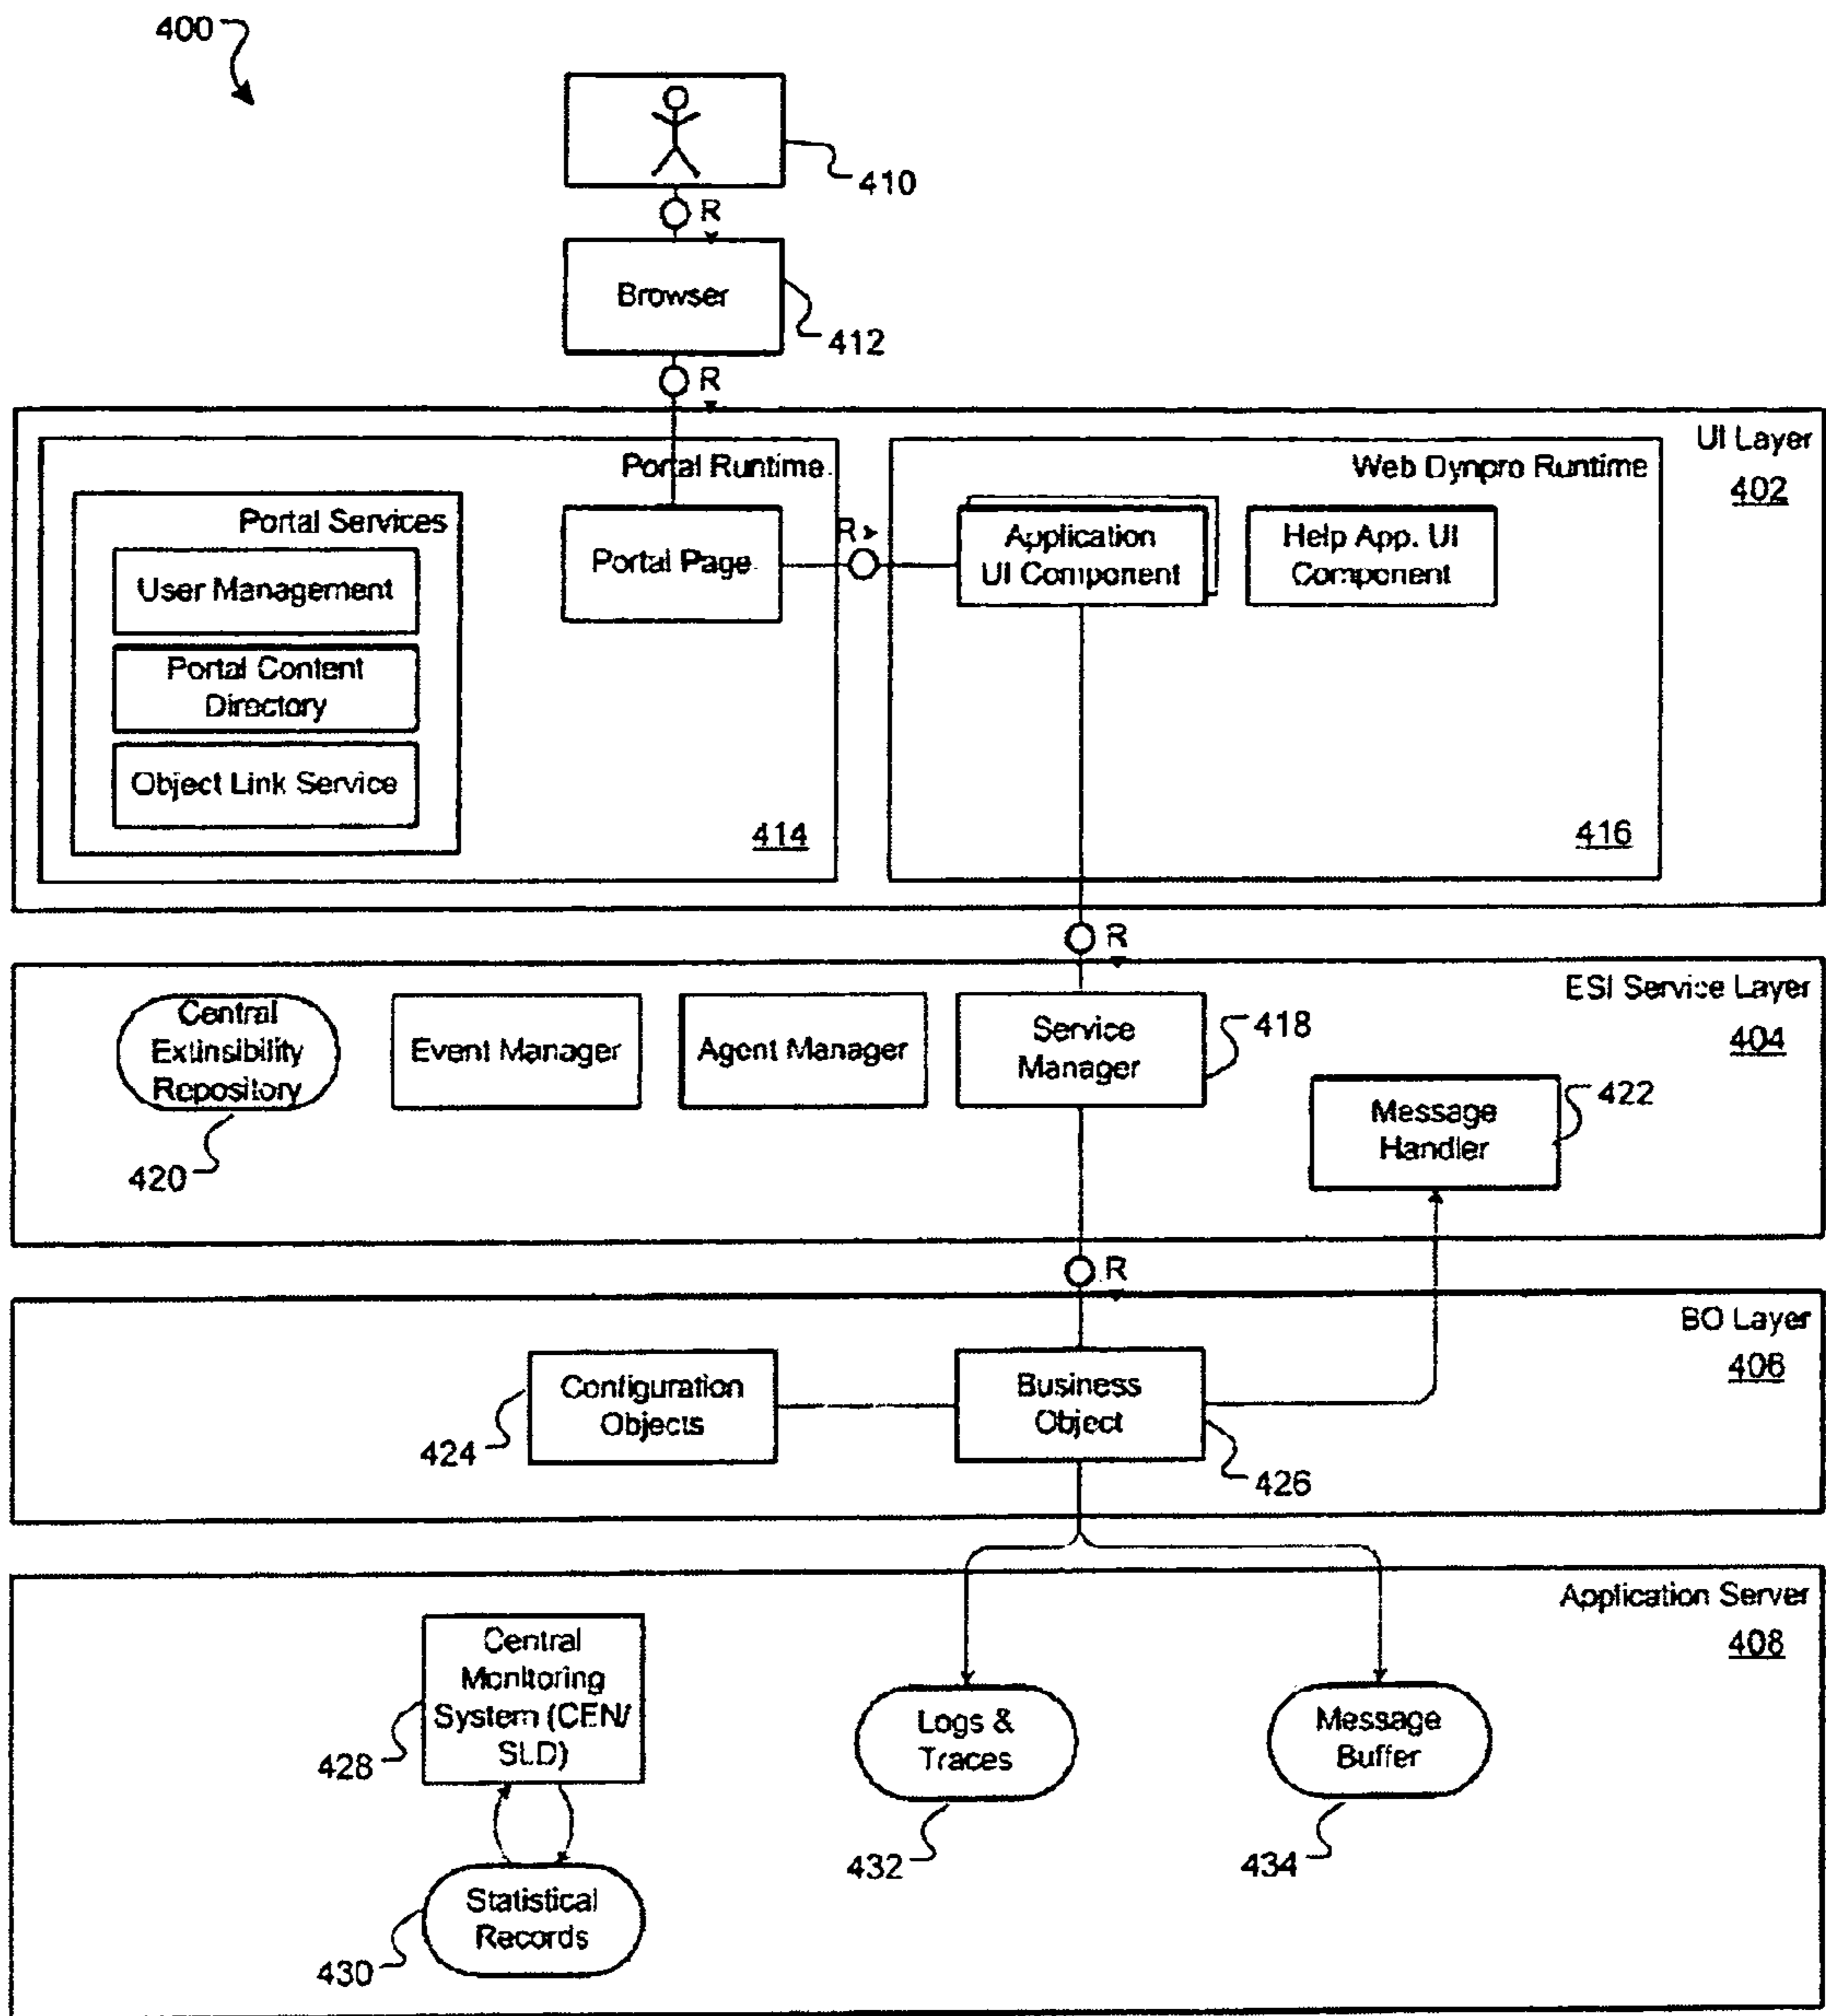 400
410
R
Browser
412
R
UI Layer
402
Portal Runtime
Web Dynpro Runtime
Portal Services
User Management
Portal Content
Directory
Object Link Service
Portal Page
R
Application
UI Component
Help App. UI
Component
414
416
R
ESI Service Layer
404
Central
Extinsibility
Repository
420
Event Manager
Agent Manager
Service
Manager
418
Message
Handler
422
R
BO Layer
406
Configuration
Objects
424
Business
Object
426
Application Server
408
Central
Monitoring
System (CEN/
SLD)
428
Statistical
Records
430
Logs &
Traces
432
Message
Buffer
434